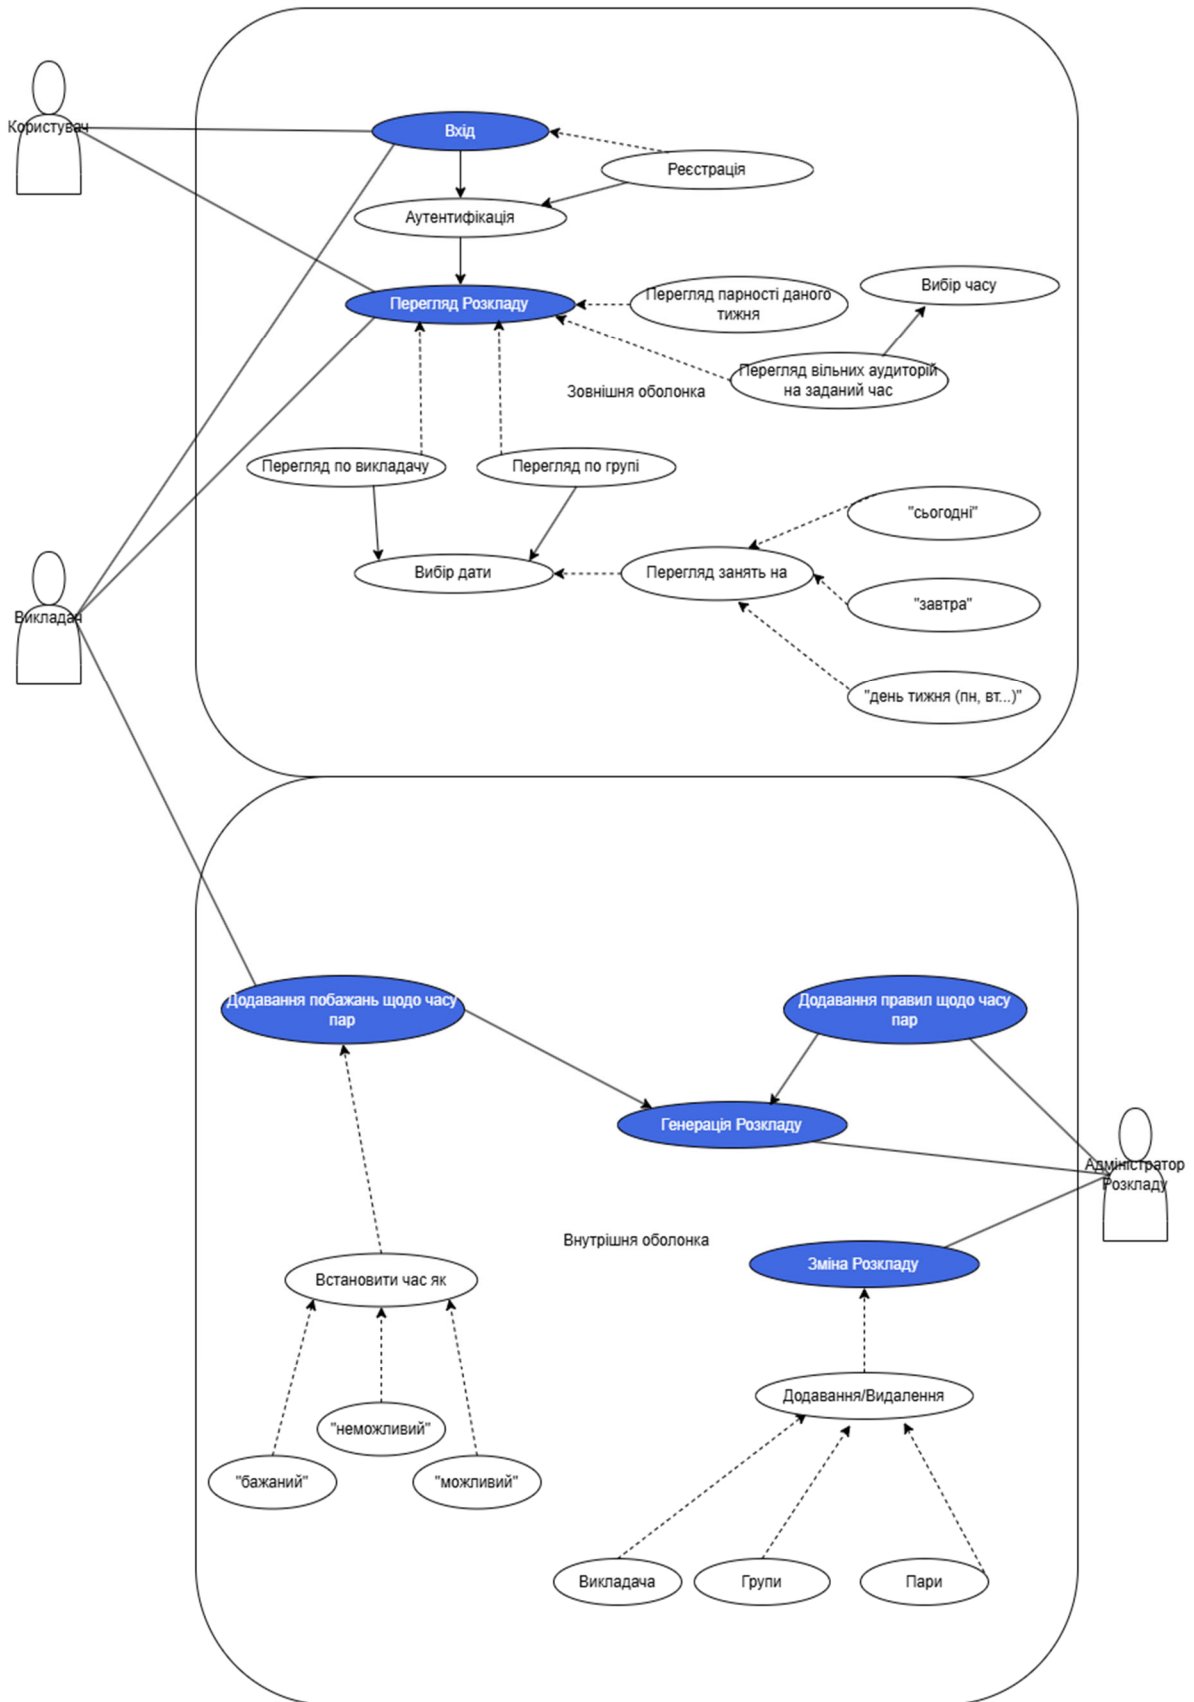 Користувач
Вхід
Реєстрація
Аутентифікація
Перегляд Розкладу
Перегляд парності даного
тижня
Вибір часу
Перегляд вільних аудиторій
на заданий час
Зовнішня оболонка
Перегляд по викладачу
Перегляд по групі
"сьогодні"
Вибір дати
Перегляд занять на
"завтра"
Викладач
"день тижня (пн, вт...)"
Додавання побажань щодо часу
пар
Додавання правил щодо часу
пар
Генерація Розкладу
Адміністратор
Розкладу
Внутрішня оболонка
Зміна Розкладу
Встановити час як
Додавання/Видалення
"неможливий"
"бажаний"
"можливий"
Викладача
Групи
Пари